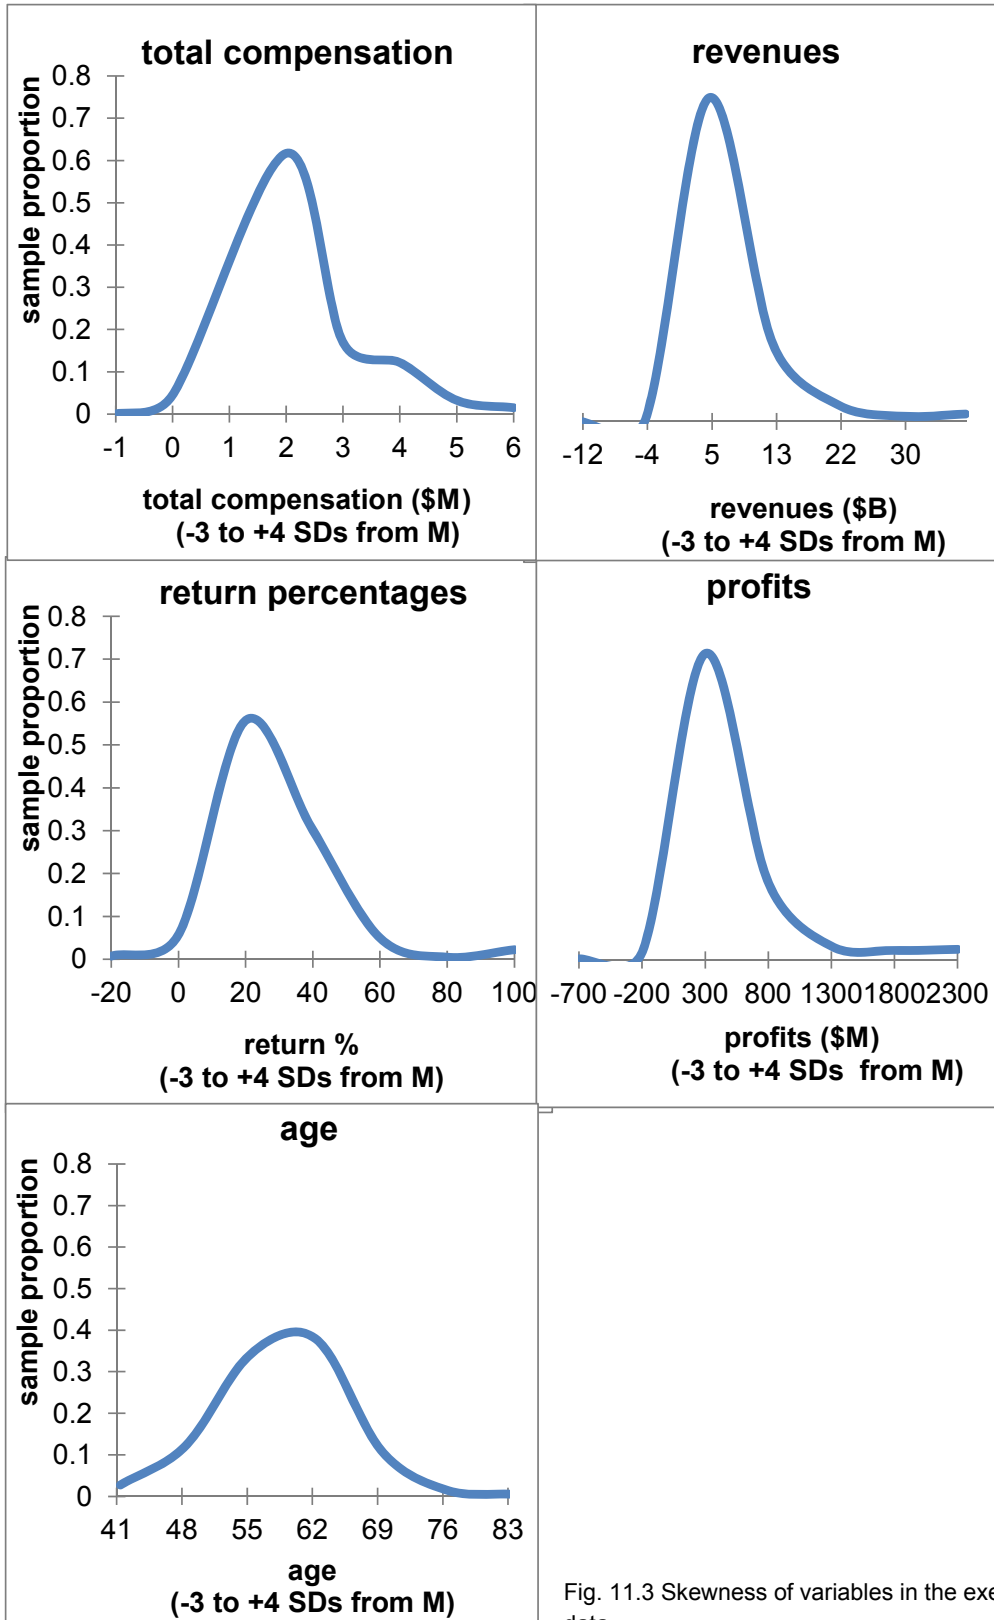 total compensation
sample proportion
0.8
0.7
0.6
0.5
0.4
0.3
0.2
0.1
0
-1 0 1 2 3 4 5 6
total compensation ($M)
(-3 to +4 SDs from M)
revenues
-12 -4 5 13 22 30
revenues ($B)
(-3 to +4 SDs from M)
return percentages
sample proportion
0.8
0.7
0.6
0.5
0.4
0.3
0.2
0.1
0
-20 0 20 40 60 80 100
return %
(-3 to +4 SDs from M)
profits
-700 -200 300 800 1300 1800 2300
profits ($M)
(-3 to +4 SDs from M)
age
sample proportion
0.8
0.7
0.6
0.5
0.4
0.3
0.2
0.1
0
41 48 55 62 69 76 83
age
(-3 to +4 SDs from M)
Fig. 11.3 Skewness of variables in the exe